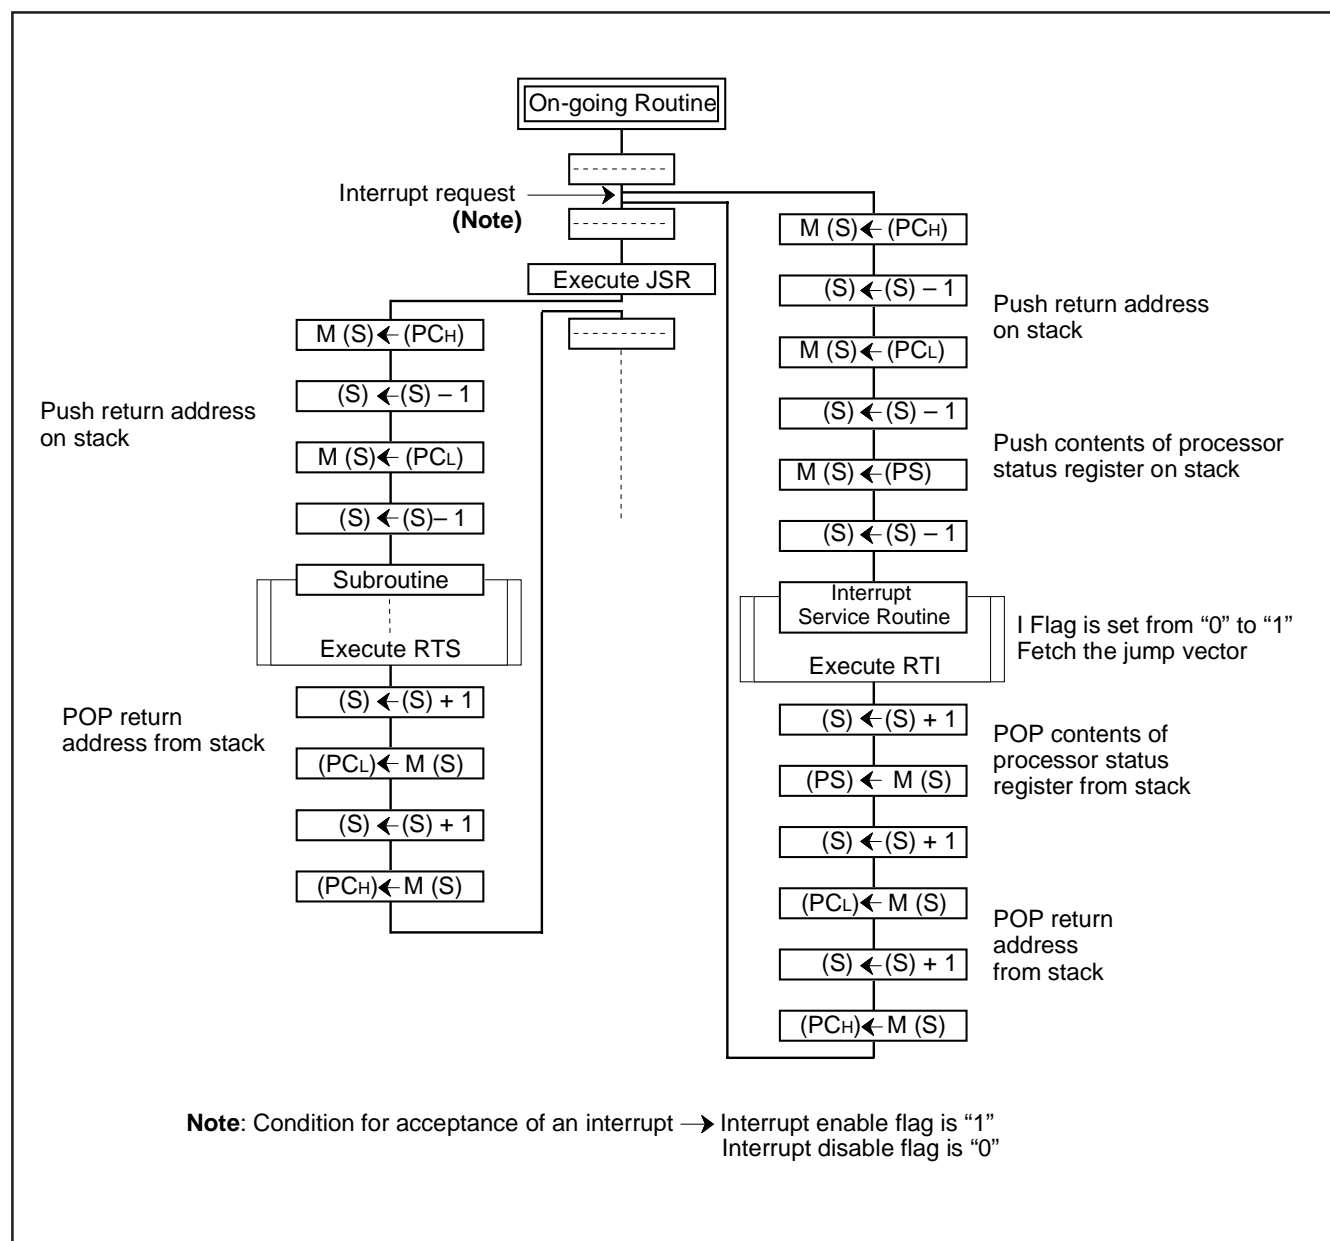 On-going Routine
Interrupt request
(Note)
Execute JSR
M (S) ← (PCH)
(S) ← (S) – 1
M (S) ← (PCL)
(S) ← (S)– 1
Push return address
on stack
Subroutine
Execute RTS
(S) ← (S) + 1
(PCL) ← M (S)
(S) ← (S) + 1
(PCH) ← M (S)
POP return
address from stack
M (S) ← (PCH)
(S) ← (S) – 1
M (S) ← (PCL)
(S) ← (S) – 1
M (S) ← (PS)
(S) ← (S) – 1
Push return address
on stack
Push contents of processor
status register on stack
Interrupt
Service Routine
Execute RTI
I Flag is set from “0” to “1”
Fetch the jump vector
(S) ← (S) + 1
(PS) ← M (S)
(S) ← (S) + 1
(PCL) ← M (S)
(S) ← (S) + 1
(PCH) ← M (S)
POP contents of
processor status
register from stack
POP return
address
from stack
Note: Condition for acceptance of an interrupt → Interrupt enable flag is “1”
Interrupt disable flag is “0”